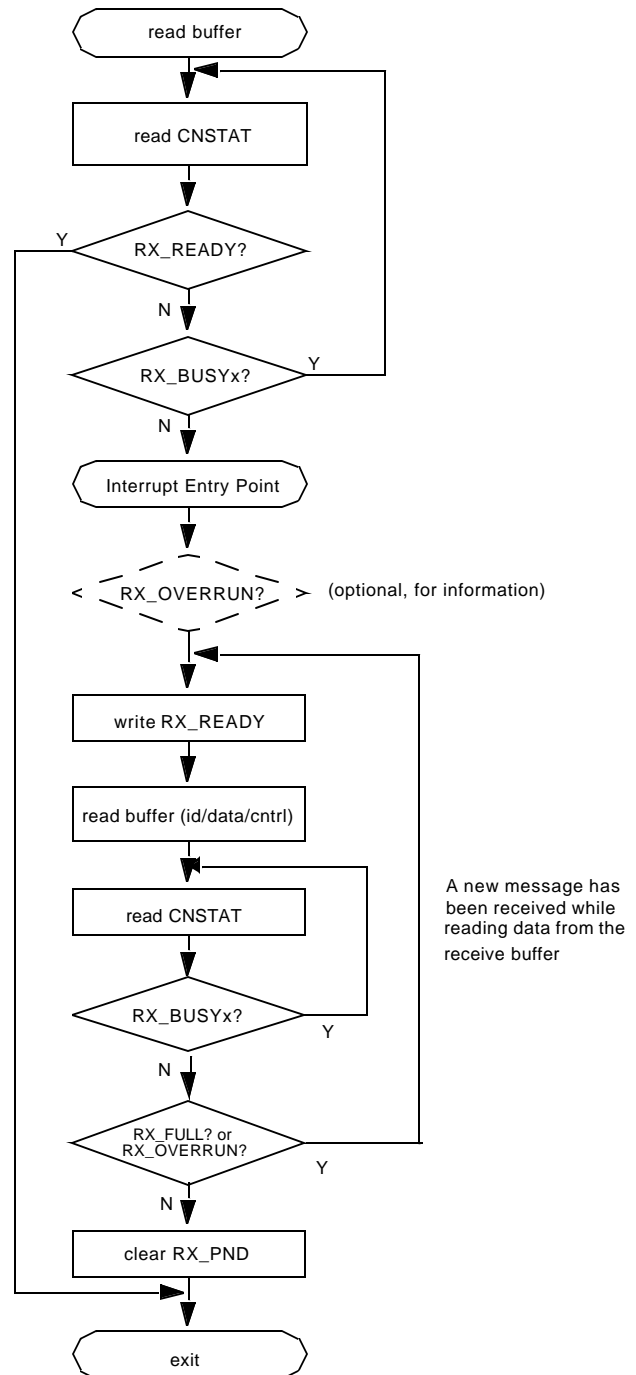 read buffer
read CNSTAT
Y
RX_READY?
N
RX_BUSYx?
Y
N
Interrupt Entry Point
RX_OVERRUN?
(optional, for information)
write RX_READY
read buffer (id/data/cntrl)
read CNSTAT
A new message has
been received while
reading data from the
receive buffer
RX_BUSYx?
Y
N
RX_FULL? or
RX_OVERRUN?
Y
N
clear RX_PND
exit